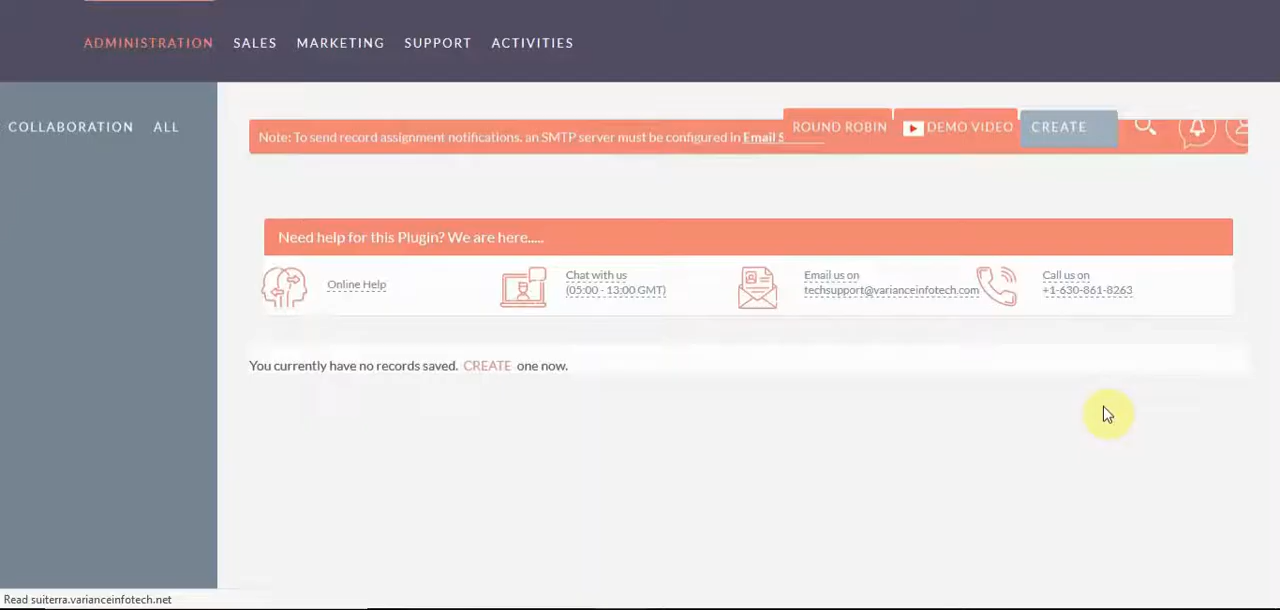 ADMINISTRATION SALES MARKETING SUPPORT ACTIVITIES
COLLABORATION ALL
ROUND ROBIN DEMO VIDEO CREATE
Note: To send record assignment notifications, an SMTP server must be configured in Email S
Need help for this Plugin? We are here.....
Online Help
Chat with us
(05:00 - 13:00 GMT)
Email us on
techsupport@varianceinfotech.com
Call us on
+1-630-861-8263
You currently have no records saved. CREATE one now.
Read suiterra.varianceinfotech.net